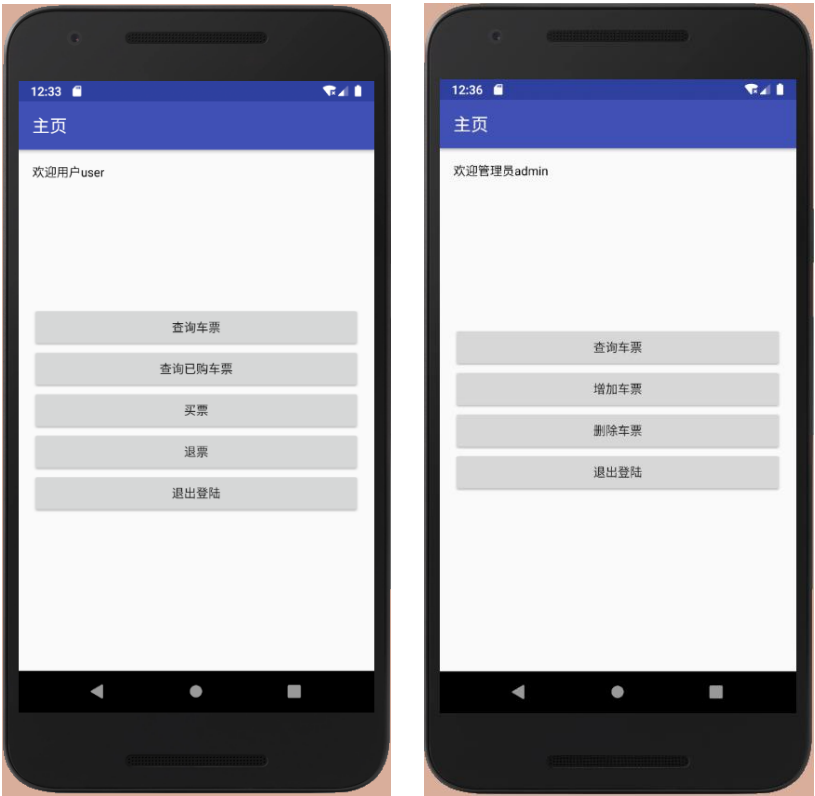 12:33
主页
欢迎用户user
查询车票
查询已购车票
买票
退票
退出登陆
12:36
主页
欢迎管理员admin
查询车票
增加车票
删除车票
退出登陆